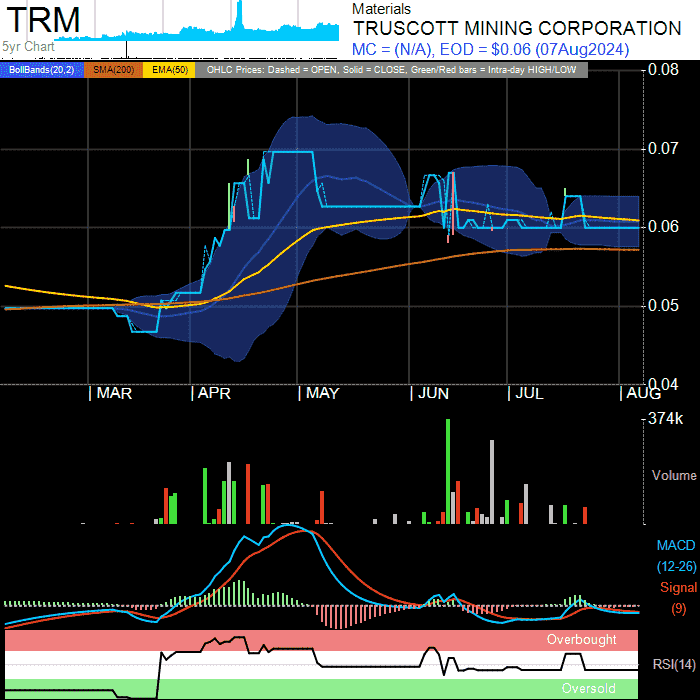 TRM
5yr Chart
Materials
TRUSCOTT MINING CORPORATION
MC = (N/A), EOD = $0.06 (07Aug2024)
BollBands(20,2) SMA(200) EMA(50) OHLC Prices: Dashed = OPEN, Solid = CLOSE, Green/Red bars = Intra-day HIGH/LOW
0.08
0.07
0.06
0.05
0.04
MAR APR MAY JUN JUL AUG
374k
Volume
MACD
(12-26)
Signal
(9)
Overbought
RSI(14)
Oversold